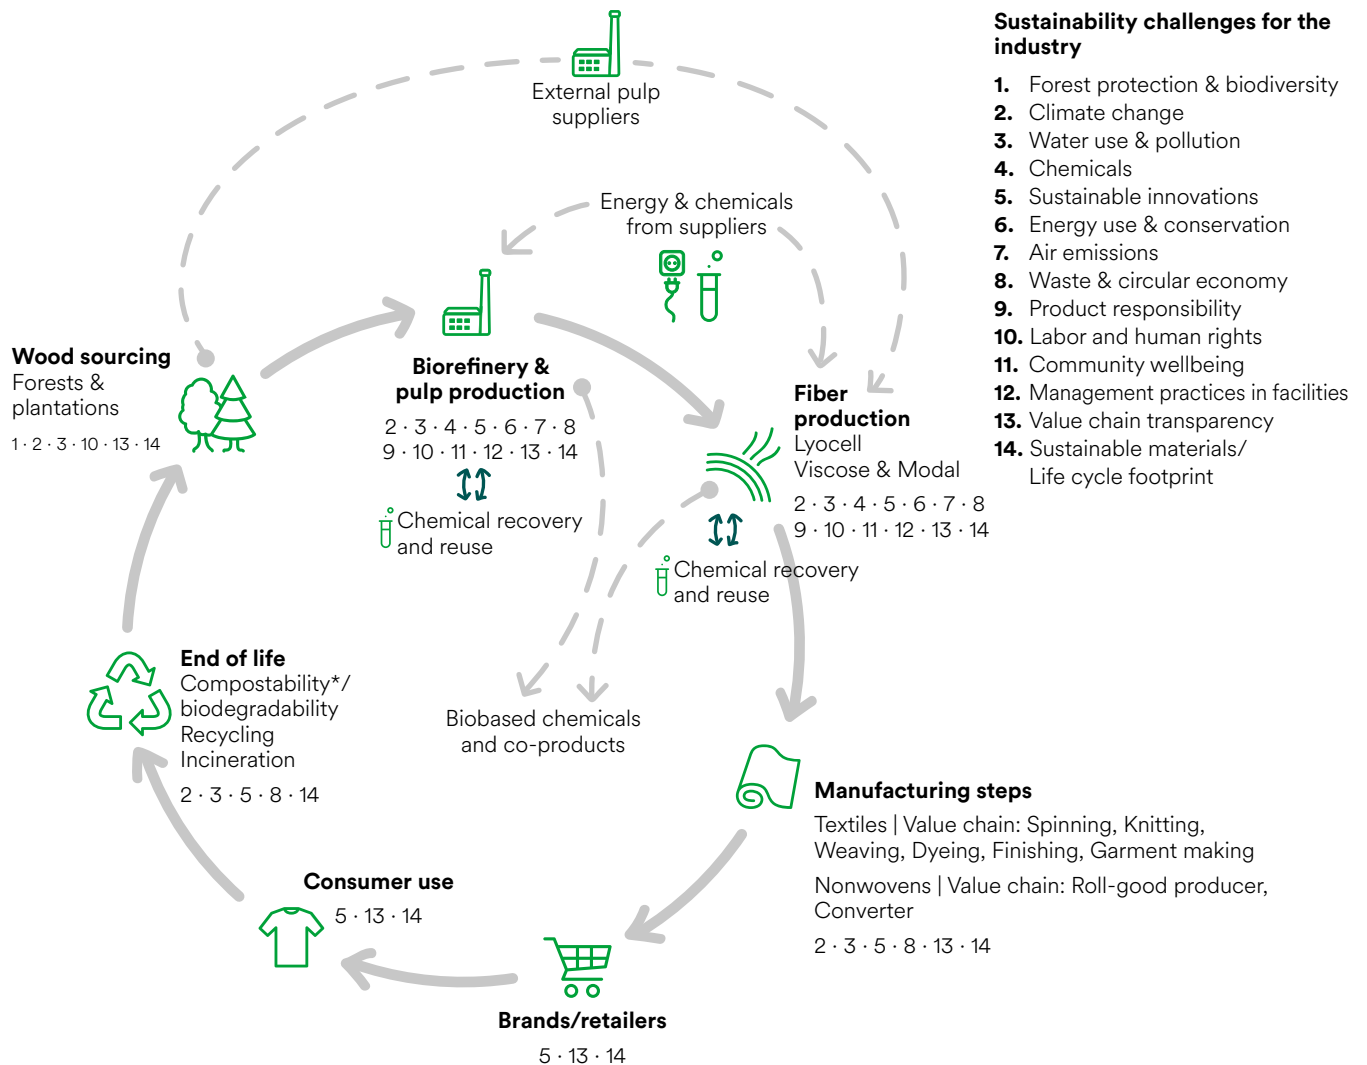 Sustainability challenges for the
industry
1. Forest protection & biodiversity
2. Climate change
3. Water use & pollution
4. Chemicals
5. Sustainable innovations
6. Energy use & conservation
7. Air emissions
8. Waste & circular economy
9. Product responsibility
10. Labor and human rights
11. Community wellbeing
12. Management practices in facilities
13. Value chain transparency
14. Sustainable materials/
Life cycle footprint
External pulp
suppliers
Energy & chemicals
from suppliers
Wood sourcing
Forests &
plantations
1 · 2 · 3 · 10 · 13 · 14
Biorefinery &
pulp production
2 · 3 · 4 · 5 · 6 · 7 · 8
9 · 10 · 11 · 12 · 13 · 14
Chemical recovery
and reuse
Fiber
production
Lyocell
Viscose & Modal
2 · 3 · 4 · 5 · 6 · 7 · 8
9 · 10 · 11 · 12 · 13 · 14
Chemical recovery
and reuse
Biobased chemicals
and co-products
Manufacturing steps
Textiles | Value chain: Spinning, Knitting,
Weaving, Dyeing, Finishing, Garment making
Nonwovens | Value chain: Roll-good producer,
Converter
2 · 3 · 5 · 8 · 13 · 14
Brands/retailers
5 · 13 · 14
Consumer use
5 · 13 · 14
End of life
Compostability*/
biodegradability
Recycling
Incineration
2 · 3 · 5 · 8 · 14